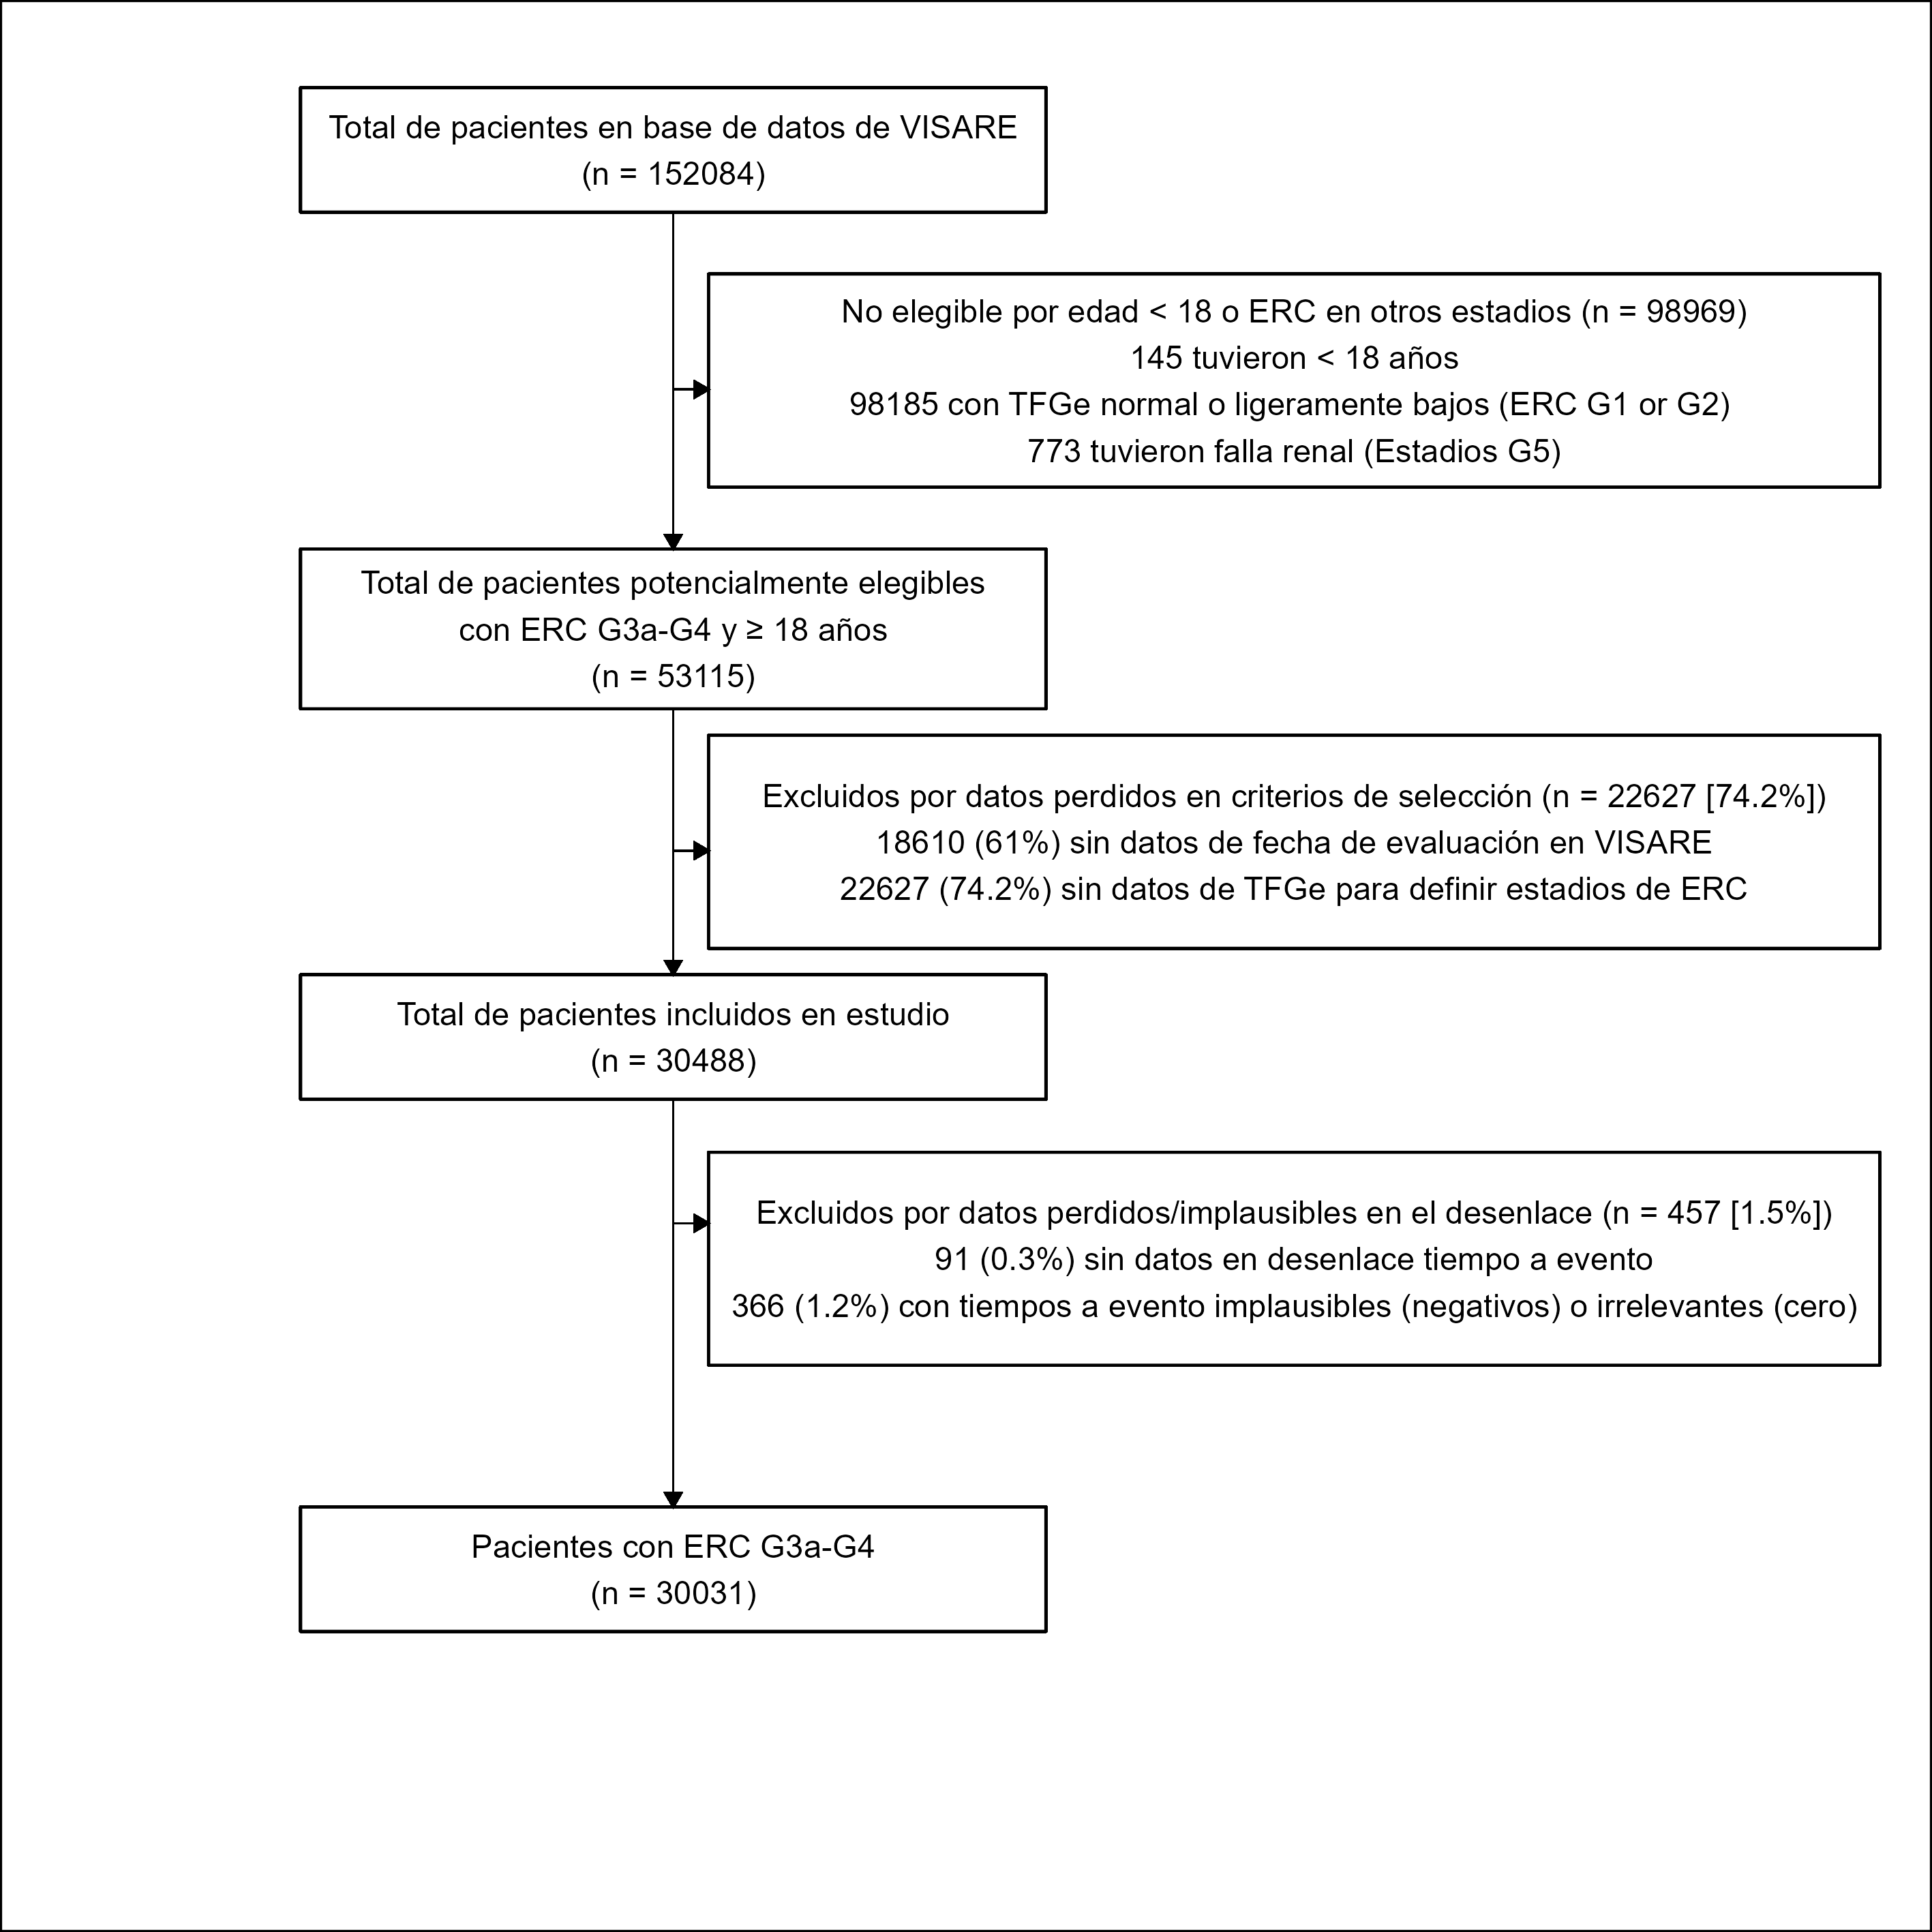 Total de pacientes en base de datos de VISARE
(n = 152084)
No elegible por edad < 18 o ERC en otros estadios (n = 98969)
145 tuvieron < 18 años
98185 con TFGe normal o ligeramente bajos (ERC G1 or G2)
773 tuvieron falla renal (Estadios G5)
Total de pacientes potencialmente elegibles
con ERC G3a-G4 y ≥ 18 años
(n = 53115)
Excluidos por datos perdidos en criterios de selección (n = 22627 [74.2%])
18610 (61%) sin datos de fecha de evaluación en VISARE
22627 (74.2%) sin datos de TFGe para definir estadios de ERC
Total de pacientes incluidos en estudio
(n = 30488)
Excluidos por datos perdidos/implausibles en el desenlace (n = 457 [1.5%])
91 (0.3%) sin datos en desenlace tiempo a evento
366 (1.2%) con tiempos a evento implausibles (negativos) o irrelevantes (cero)
Pacientes con ERC G3a-G4
(n = 30031)